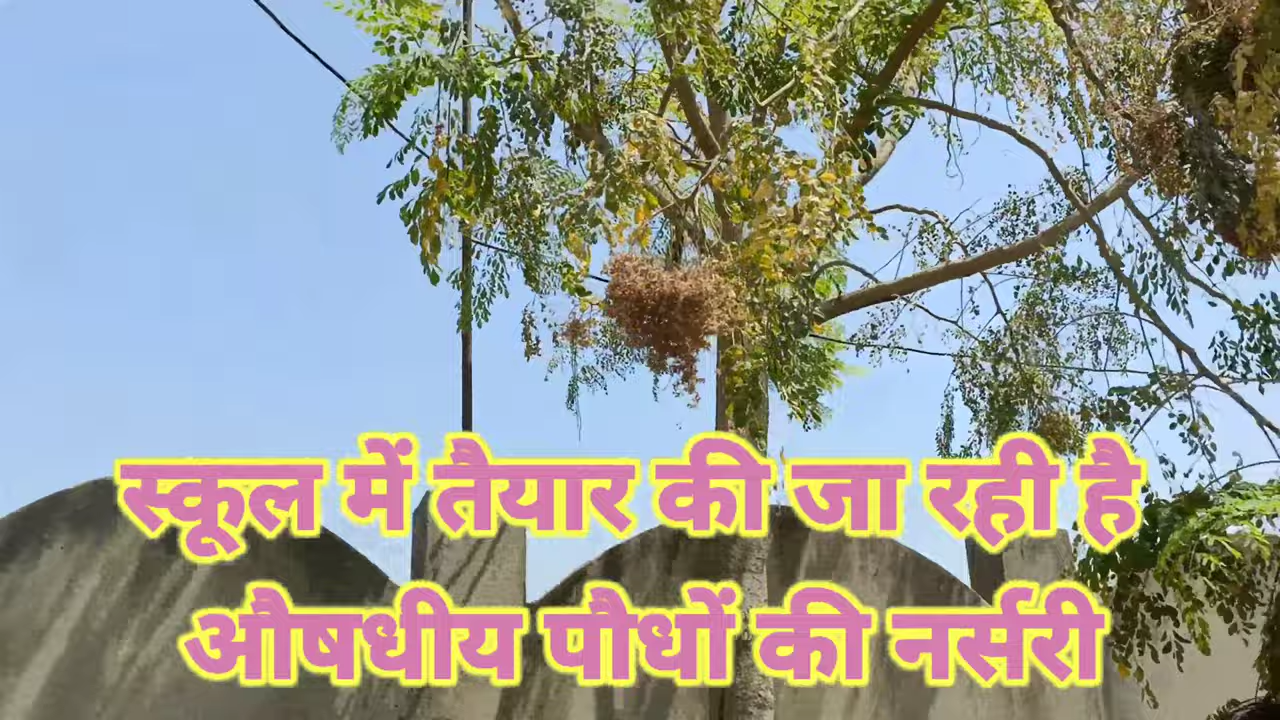 स्कूल में तैयार की जा रही है
औषधीय पौधों की नर्सरी